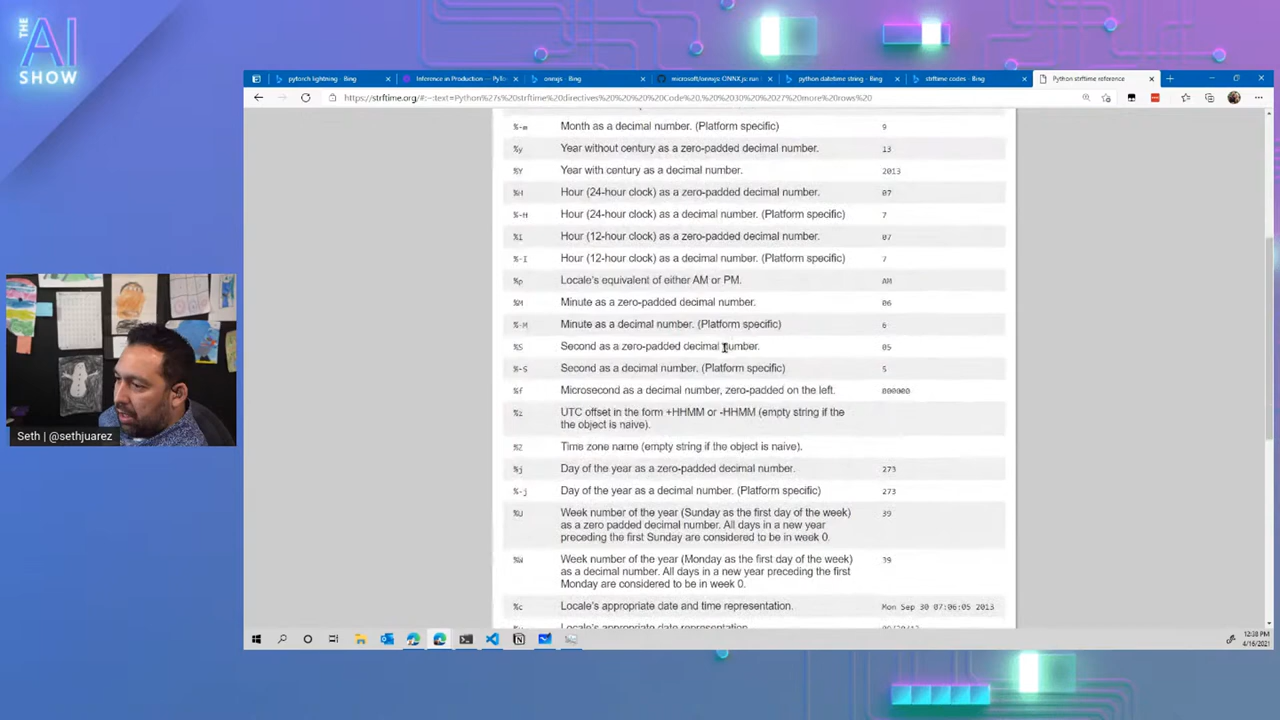 THE
AI
SHOW
pytorch lightning - Bing
Inference in Production — PyTo
onnxjs - Bing
microsoft/onnxjs: ONNX.js: run
python datetime string - Bing
strftime codes - Bing
Python strftime reference
https://strftime.org/#:~:text=Python%27s%20strftime%20directives%20%20%20%20Code%20,%20%2030%20%2027%20more%20rows%20
%-m Month as a decimal number. (Platform specific) 9
%y Year without century as a zero-padded decimal number. 13
%Y Year with century as a decimal number. 2013
%H Hour (24-hour clock) as a zero-padded decimal number. 07
%-H Hour (24-hour clock) as a decimal number. (Platform specific) 7
%I Hour (12-hour clock) as a zero-padded decimal number. 07
%-I Hour (12-hour clock) as a decimal number. (Platform specific) 7
%p Locale's equivalent of either AM or PM. AM
%M Minute as a zero-padded decimal number. 06
%-M Minute as a decimal number. (Platform specific) 6
%S Second as a zero-padded decimal number. 05
%-S Second as a decimal number. (Platform specific) 5
%f Microsecond as a decimal number, zero-padded on the left. 000000
%z UTC offset in the form +HHMM or -HHMM (empty string if the
the object is naive).
%Z Time zone name (empty string if the object is naive).
%j Day of the year as a zero-padded decimal number. 273
%-j Day of the year as a decimal number. (Platform specific) 273
%U Week number of the year (Sunday as the first day of the week) 39
as a zero padded decimal number. All days in a new year
preceding the first Sunday are considered to be in week 0.
%W Week number of the year (Monday as the first day of the week) 39
as a decimal number. All days in a new year preceding the first
Monday are considered to be in week 0.
%c Locale's appropriate date and time representation. Mon Sep 30 07:06:05 2013
Locale's appropriate date representation.
Seth | @sethjuarez
12:38 PM
4/16/2021